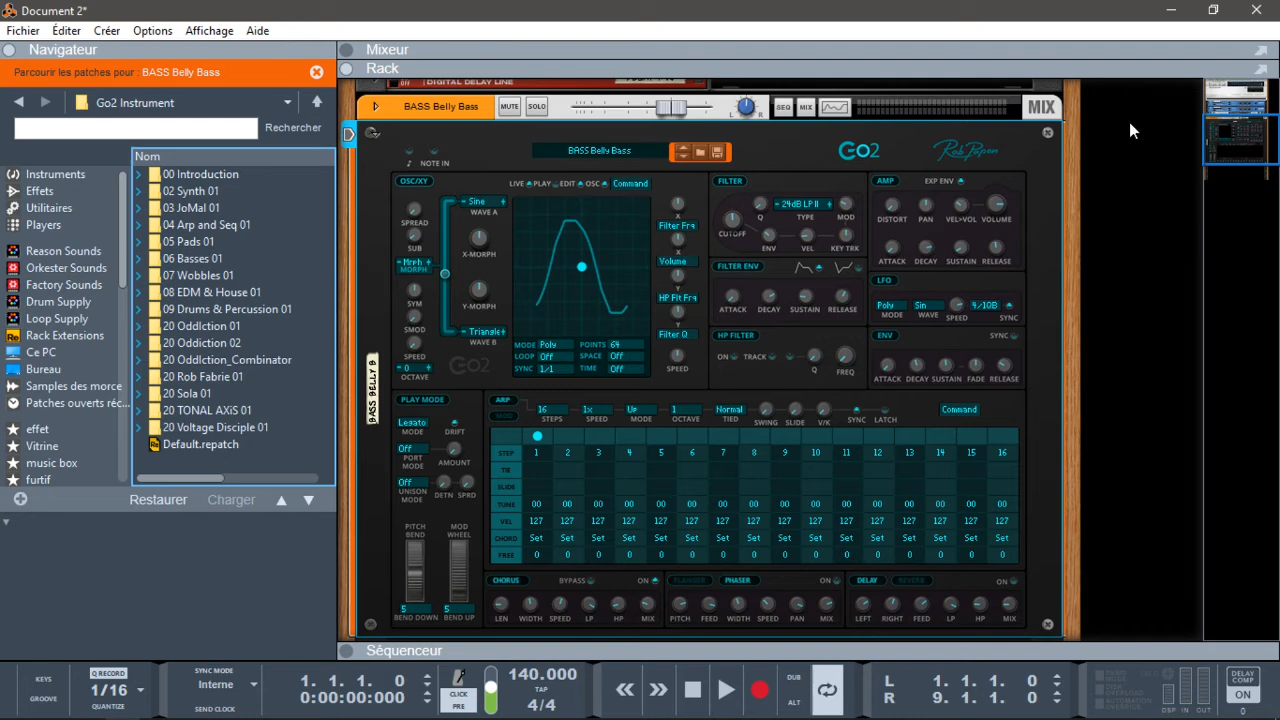 Document 2*
Fichier Éditer Créer Options Affichage Aide
Navigateur
Parcourir les patches pour : BASS Belly Bass
Go2 Instrument
Rechercher
Nom
Instruments
Effets
Utilitaires
Players
Reason Sounds
Orkester Sounds
Factory Sounds
Drum Supply
Loop Supply
Rack Extensions
Ce PC
Bureau
Samples des morce
Patches ouverts réc...
effet
Vitrine
music box
furtif
00 Introduction
02 Synth 01
03 JoMal 01
04 Arp and Seq 01
05 Pads 01
06 Basses 01
07 Wobbles 01
08 EDM & House 01
09 Drums & Percussion 01
20 OddIction 01
20 Oddiction 02
20 OddIction_Combinator
20 Rob Fabrie 01
20 Sola 01
20 TONAL AXiS 01
20 Voltage Disciple 01
Default.repatch
Restaurer Charger
Mixeur
Rack
DIGITAL DELAY LINE
BASS Belly Bass MUTE SOLO L R SEQ MIX MIX
NOTE IN BASS Belly Bass Go2 Rob Papen
BASS BELLY B
OSC/XY LIVE PLAY EDIT OSC Command
SPREAD
SUB
Mrph
MORPH
SYM
SMOD
SPEED
0
OCTAVE
Sine
WAVE A
X-MORPH
Y-MORPH
Triangle
WAVE B
Go2
MODE Poly POINTS 64
LOOP Off SPACE Off
SYNC 1/1 TIME Off
X
Filter Frq
X
Volume
Y
HP Flt Frq
Y
Filter Q
SPEED
FILTER
24dB LP II
CUTOFF Q TYPE MOD
ENV VEL KEY TRK
FILTER ENV
ATTACK DECAY SUSTAIN RELEASE
HP FILTER
ON TRACK Q FREQ
AMP EXP ENV
DISTORT PAN VEL>VOL VOLUME
ATTACK DECAY SUSTAIN RELEASE
LFO
Poly Sin 4/1DB
MODE WAVE SPEED SYNC
ENV SYNC
ATTACK DECAY SUSTAIN FADE RELEASE
PLAY MODE
Legato
MODE DRIFT
Off
PORT MODE AMOUNT
Off
UNISON MODE DETN SPRD
PITCH BEND MOD WHEEL
5 5
BEND DOWN BEND UP
ARP 16 1x Up 1 Normal Command
MOD STEPS SPEED MODE OCTAVE TIED SWING SLIDE V/K SYNC LATCH
STEP 1 2 3 4 5 6 7 8 9 10 11 12 13 14 15 16
TIE
SLIDE
TUNE 00 00 00 00 00 00 00 00 00 00 00 00 00 00 00 00
VEL 127 127 127 127 127 127 127 127 127 127 127 127 127 127 127 127
CHORD Set Set Set Set Set Set Set Set Set Set Set Set Set Set Set Set
FREE 0 0 0 0 0 0 0 0 0 0 0 0 0 0 0 0
CHORUS BYPASS ON FLANGER PHASER ON DELAY REVERB ON
LEN WIDTH SPEED LP HP MIX PITCH FEED WIDTH SPEED PAN MIX LEFT RIGHT FEED LP HP MIX
Séquenceur
KEYS
GROOVE
Q RECORD
1/16
QUANTIZE
SYNC MODE
Interne
SEND CLOCK
1. 1. 1. 0
0:00:00:000
CLICK
PRE
140.000
TAP
4/4
DUB
ALT
L 1. 1. 1. 0
R 9. 1. 1. 0
AUTOMATION OVERRIDE
DSP IN OUT
DELAY COMP
ON
0